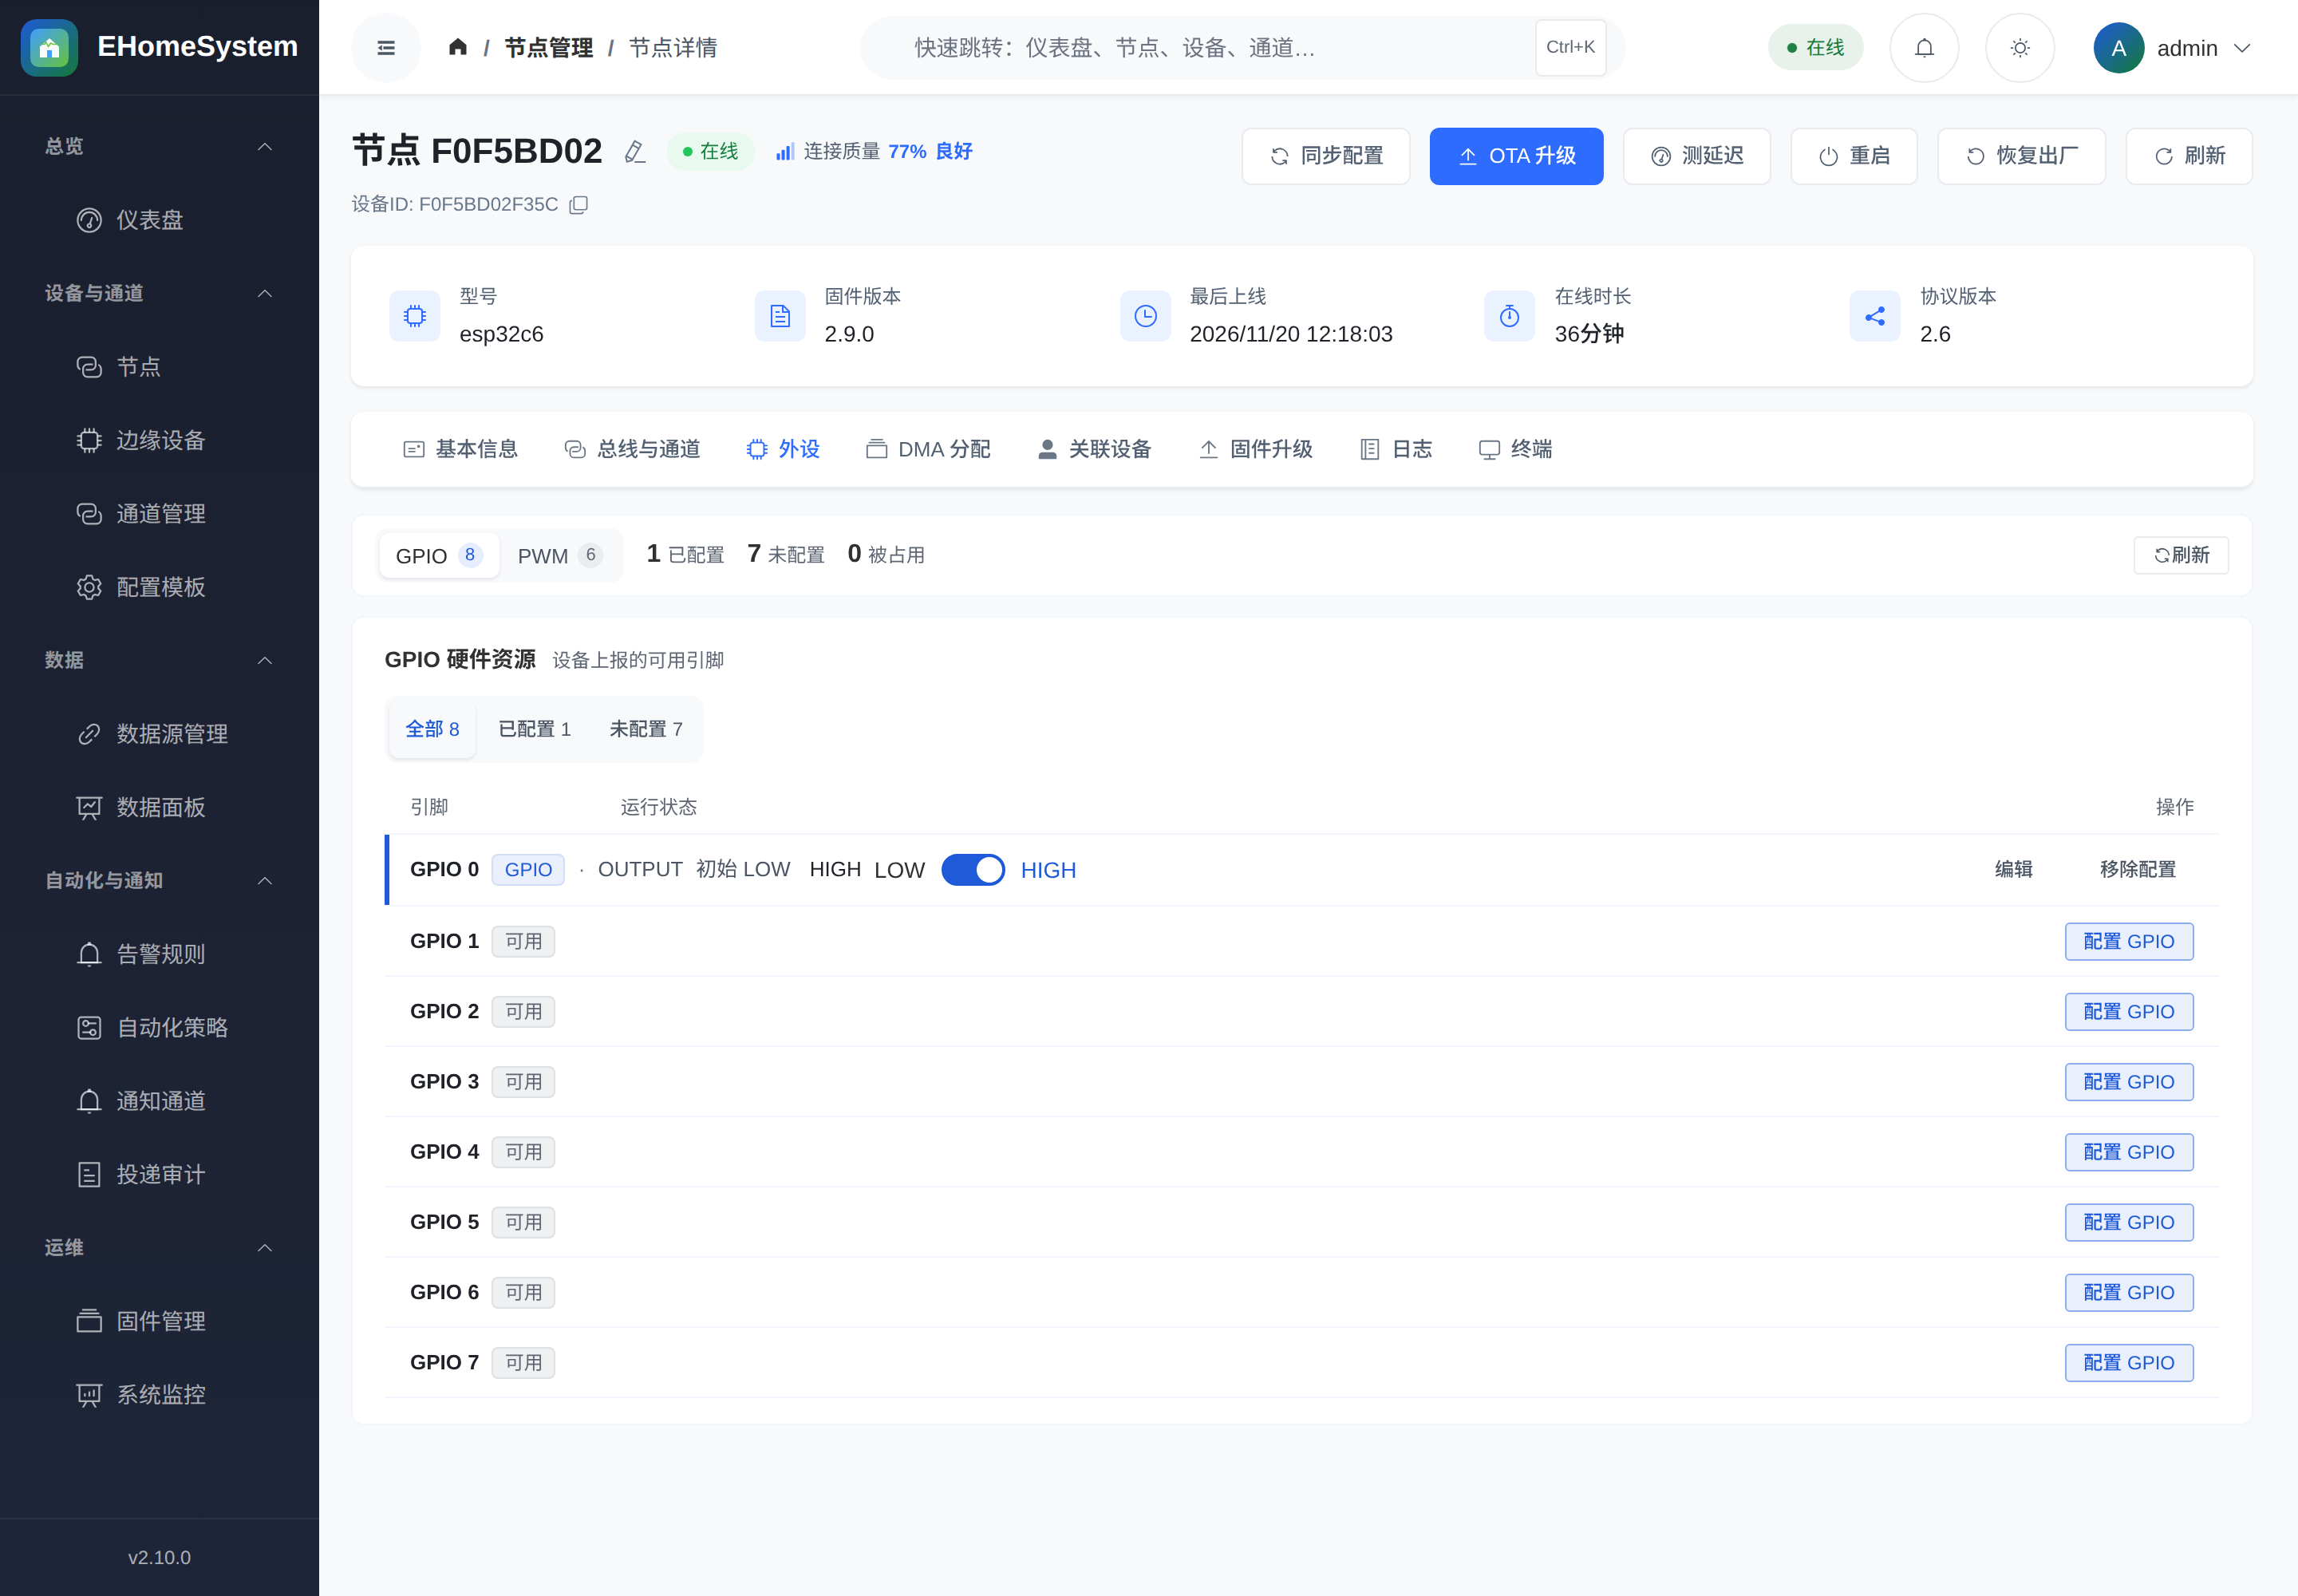 EHomeSystem
/ 节点管理 / 节点详情
快速跳转：仪表盘、节点、设备、通道… Ctrl+K
在线
A admin
总览
仪表盘
设备与通道
节点
边缘设备
通道管理
配置模板
数据
数据源管理
数据面板
自动化与通知
告警规则
自动化策略
通知通道
投递审计
运维
固件管理
系统监控
v2.10.0
节点 F0F5BD02 在线 连接质量 77% 良好
同步配置 OTA 升级 测延迟 重启 恢复出厂 刷新
设备ID: F0F5BD02F35C
型号
esp32c6
固件版本
2.9.0
最后上线
2026/11/20 12:18:03
在线时长
36分钟
协议版本
2.6
基本信息 总线与通道 外设 DMA 分配 关联设备 固件升级 日志 终端
GPIO 8 PWM 6 1 已配置 7 未配置 0 被占用 刷新
GPIO 硬件资源 设备上报的可用引脚
全部 8 已配置 1 未配置 7
引脚 运行状态 操作
GPIO 0 GPIO · OUTPUT 初始 LOW HIGH LOW HIGH 编辑 移除配置
GPIO 1 可用 配置 GPIO
GPIO 2 可用 配置 GPIO
GPIO 3 可用 配置 GPIO
GPIO 4 可用 配置 GPIO
GPIO 5 可用 配置 GPIO
GPIO 6 可用 配置 GPIO
GPIO 7 可用 配置 GPIO